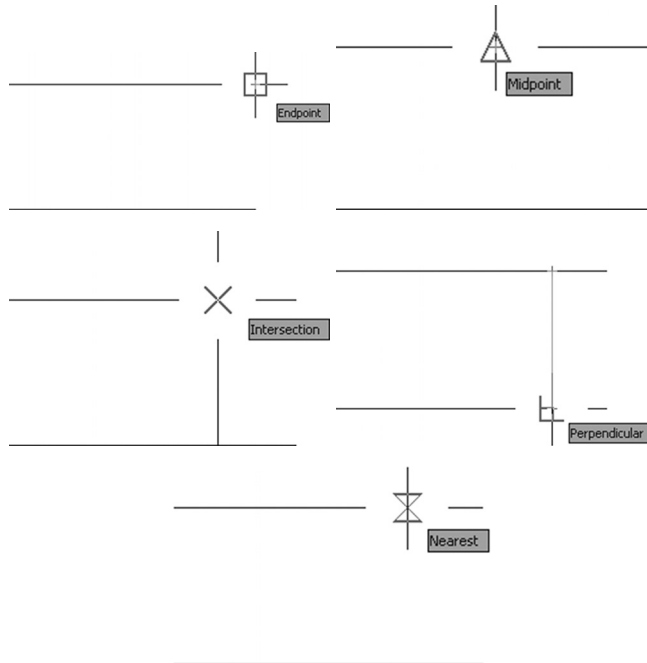 Endpoint
Midpoint
Intersection
Perpendicular
Nearest